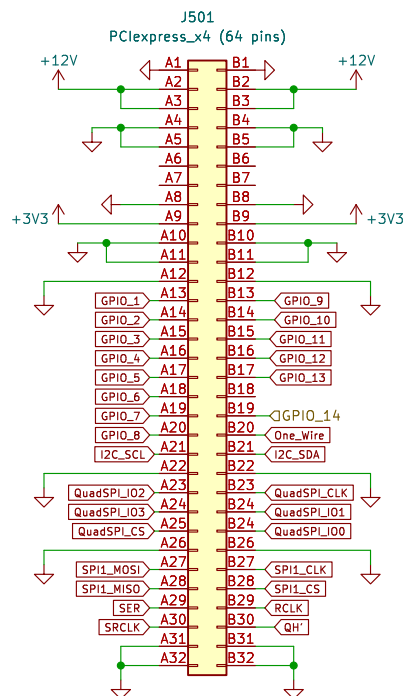 J501
PCIexpress_x4 (64 pins)
+12V A1 B1 +12V
A2 B2
A3 B3
A4 B4
A5 B5
A6 B6
A7 B7
A8 B8
+3V3 A9 B9 +3V3
A10 B10
A11 B11
A12 B12
GPIO_1 A13 B13 GPIO_9
GPIO_2 A14 B14 GPIO_10
GPIO_3 A15 B15 GPIO_11
GPIO_4 A16 B16 GPIO_12
GPIO_5 A17 B17 GPIO_13
GPIO_6 A18 B18
GPIO_7 A19 B19 GPIO_14
GPIO_8 A20 B20 One_Wire
I2C_SCL A21 B21 I2C_SDA
A22 B22
QuadSPI_IO2 A23 B23 QuadSPI_CLK
QuadSPI_IO3 A24 B24 QuadSPI_IO1
QuadSPI_CS A25 B24 QuadSPI_IO0
A26 B26
SPI1_MOSI A27 B27 SPI1_CLK
SPI1_MISO A28 B28 SPI1_CS
SER A29 B29 RCLK
SRCLK A30 B30 QH'
A31 B31
A32 B32